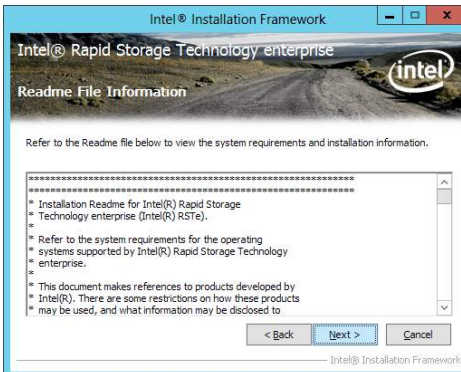 Intel® Installation Framework
Intel® Rapid Storage Technology enterprise
intel
Readme File Information
Refer to the Readme file below to view the system requirements and installation information.
*******************************************************************
*******************************************************************
* Installation Readme for Intel(R) Rapid Storage
* Technology enterprise (Intel(R) RSTe).
*
* Refer to the system requirements for the operating
* systems supported by Intel(R) Rapid Storage Technology
* enterprise.
*
* This document makes references to products developed by
* Intel(R). There are some restrictions on how these products
* may be used, and what information may be disclosed to
< Back Next > Cancel
Intel® Installation Framework